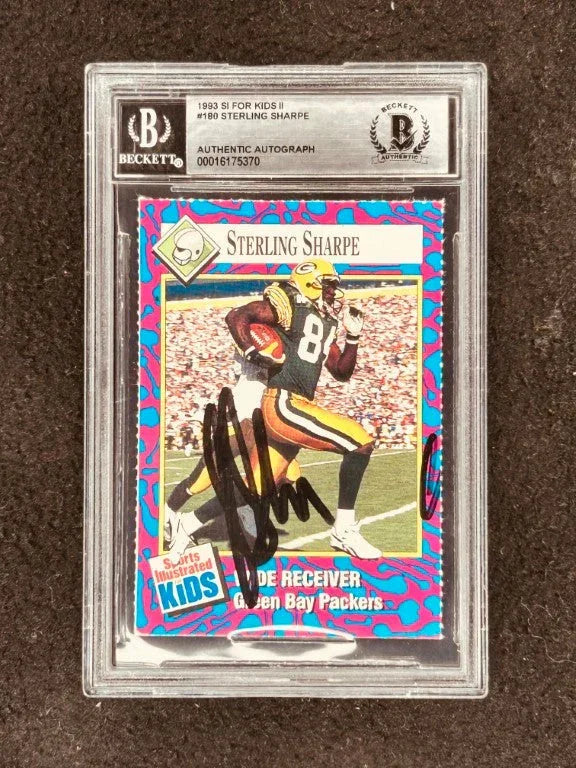 1993 SI FOR KIDS II
#180 STERLING SHARPE
AUTHENTIC AUTOGRAPH
00016175370
B
BECKETT®
BECKETT
B
AUTHENTIC
STERLING SHARPE
84
Sports
Illustrated
KIDS
DE RECEIVER
Green Bay Packers